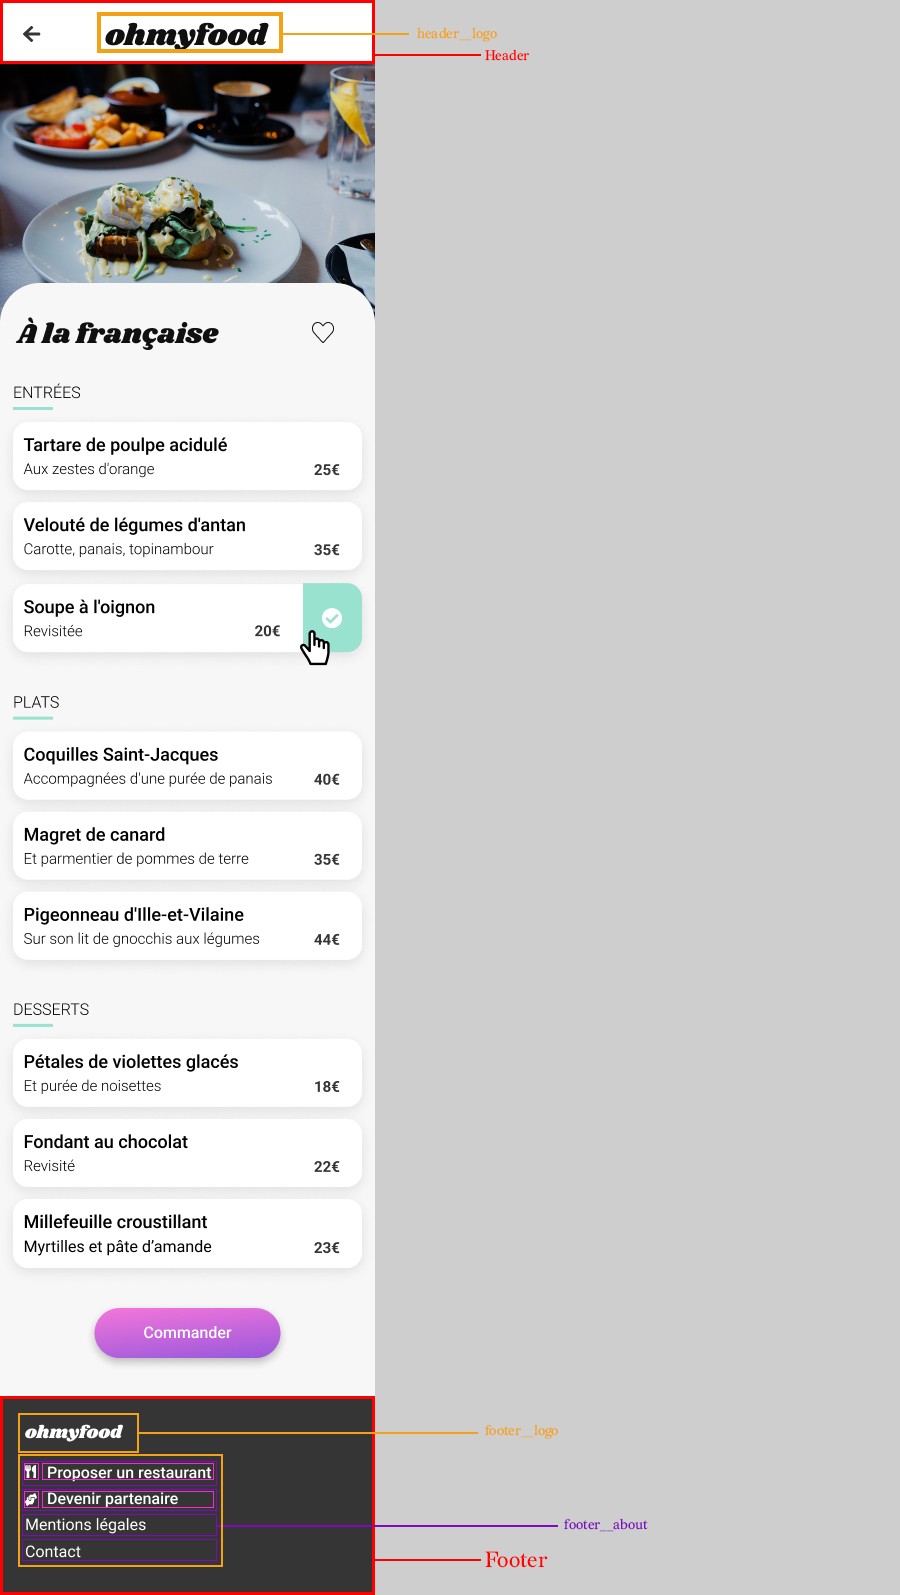 ohmyfood
header__logo
Header
À la française
ENTRÉES
Tartare de poulpe acidulé
Aux zestes d'orange 25€
Velouté de légumes d'antan
Carotte, panais, topinambour 35€
Soupe à l'oignon
Revisitée 20€
PLATS
Coquilles Saint-Jacques
Accompagnées d'une purée de panais 40€
Magret de canard
Et parmentier de pommes de terre 35€
Pigeonneau d'Ille-et-Vilaine
Sur son lit de gnocchis aux légumes 44€
DESSERTS
Pétales de violettes glacés
Et purée de noisettes 18€
Fondant au chocolat
Revisité 22€
Millefeuille croustillant
Myrtilles et pâte d’amande 23€
Commander
ohmyfood
footer__logo
Proposer un restaurant
Devenir partenaire
Mentions légales
footer__about
Contact
Footer